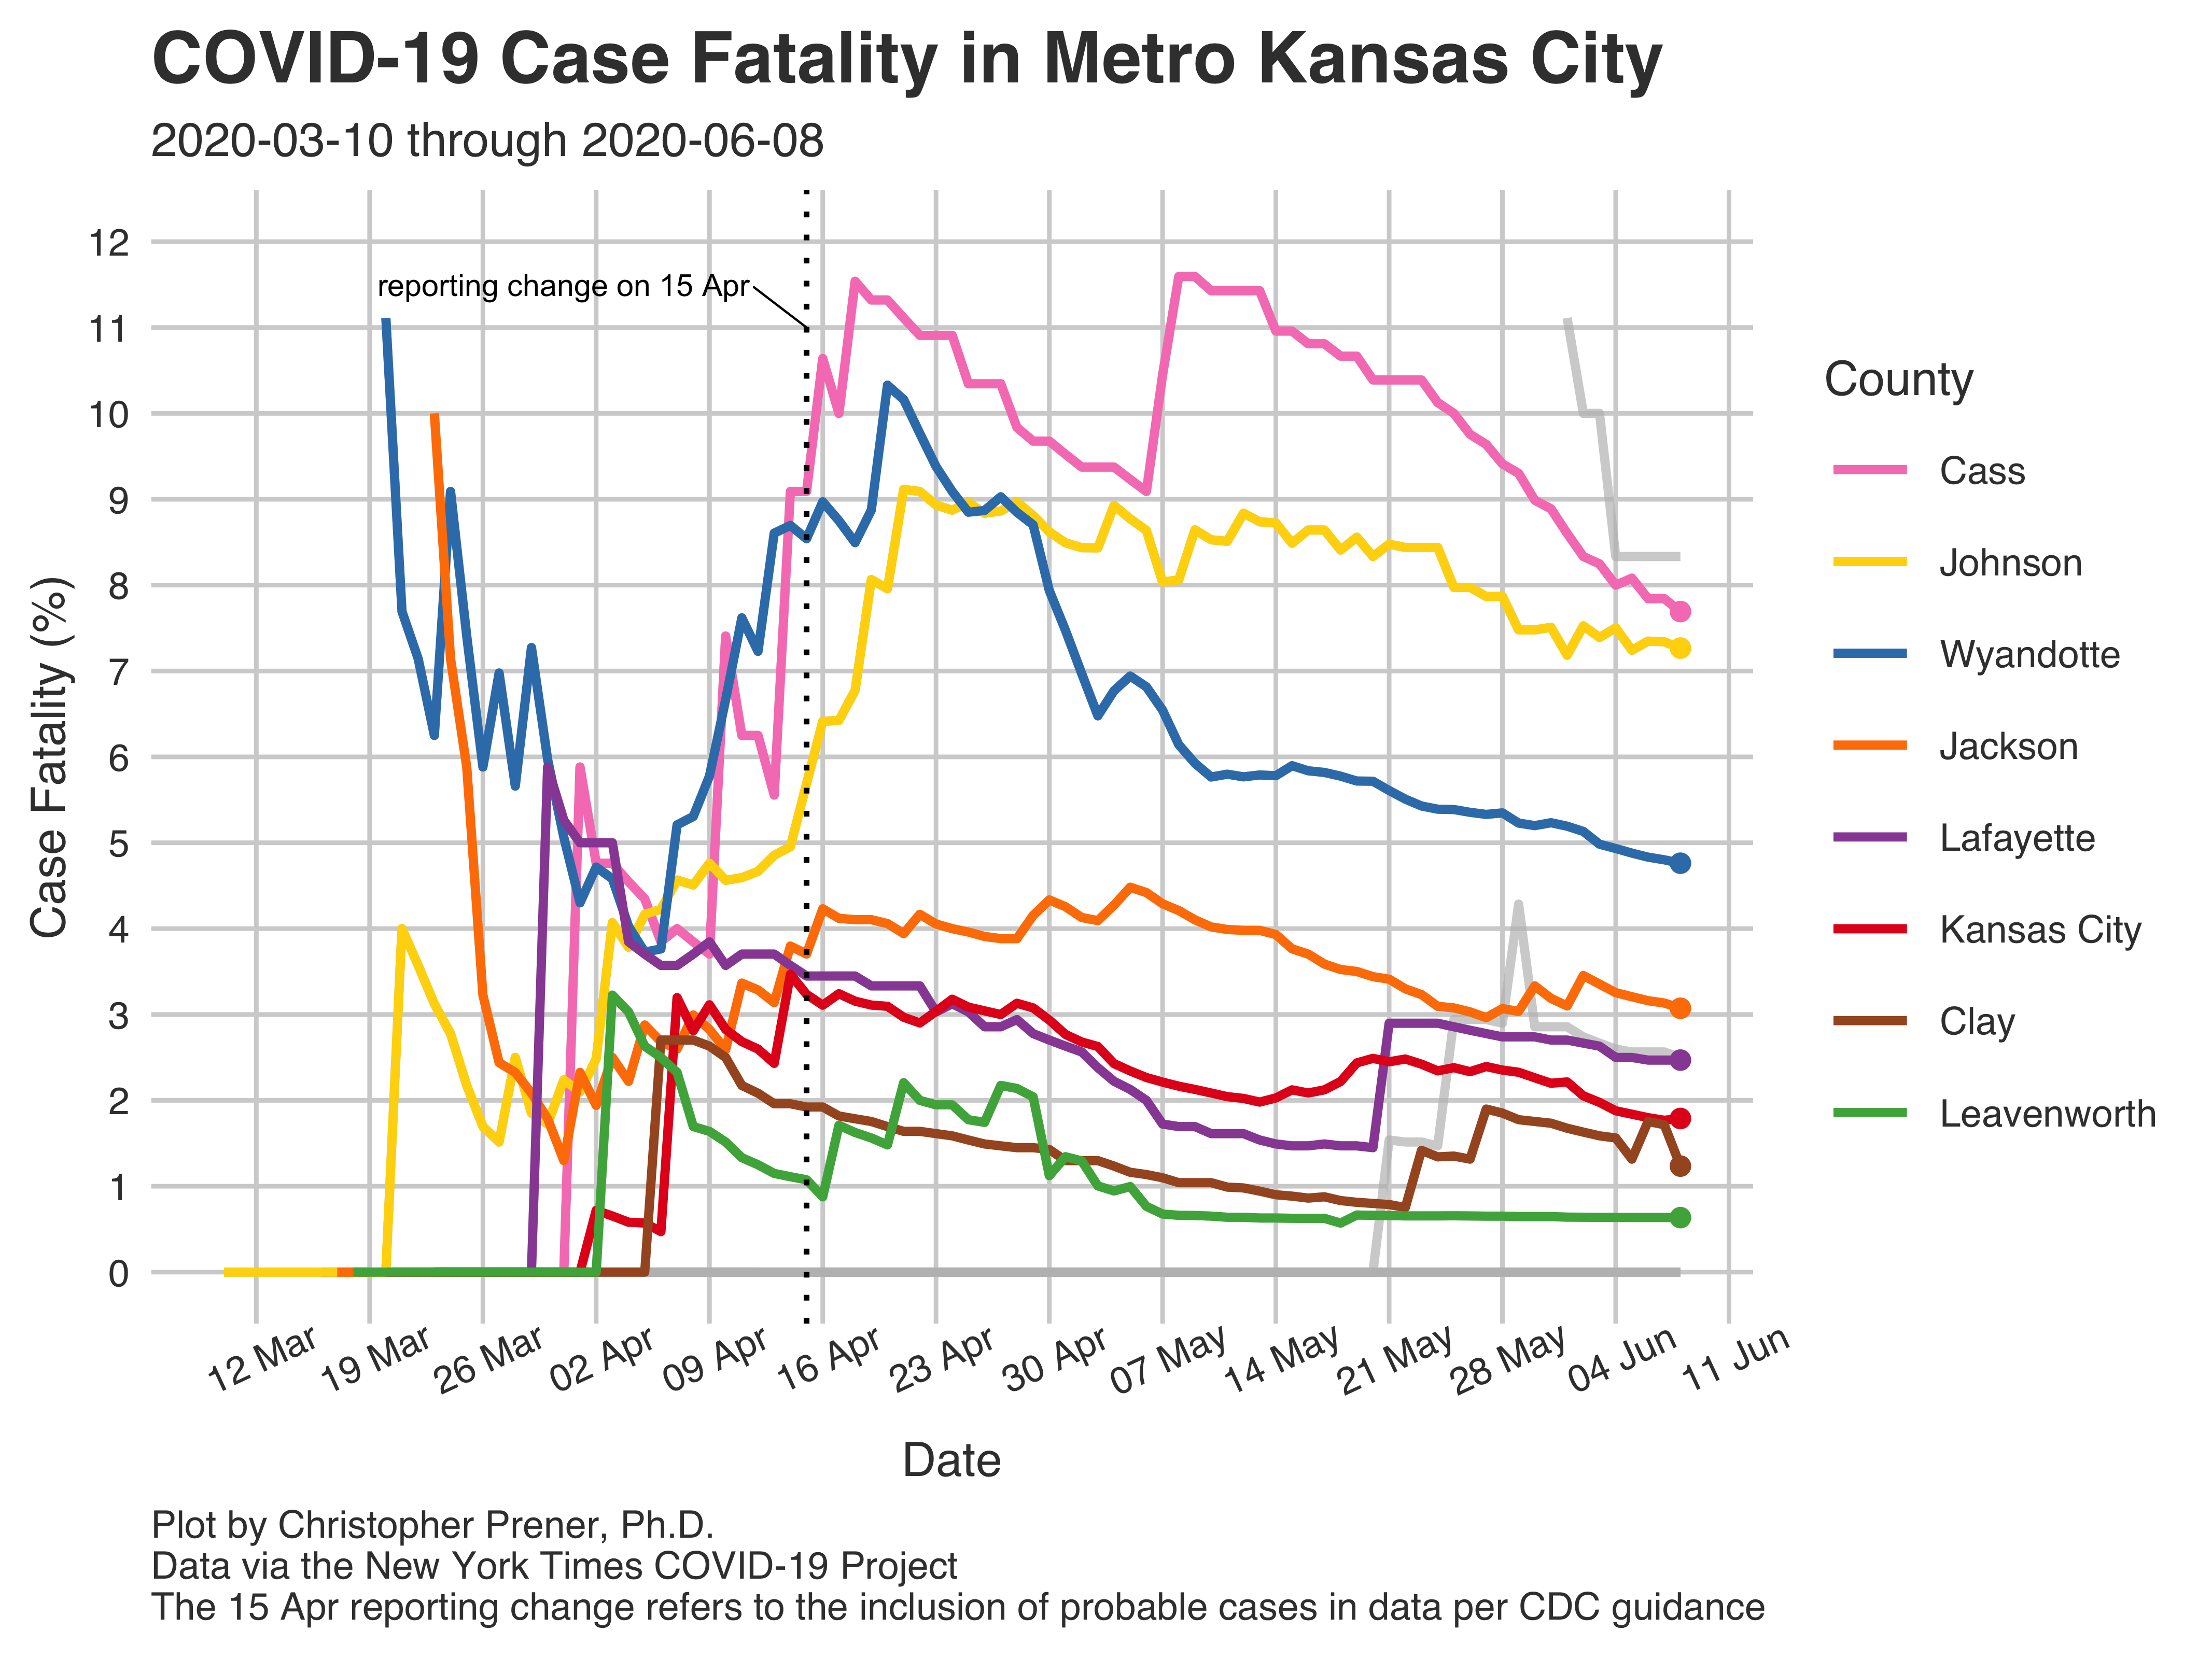 COVID-19 Case Fatality in Metro Kansas City
2020-03-10 through 2020-06-08
12
11
10
9
8
7
6
5
4
3
2
1
0
Case Fatality (%)
reporting change on 15 Apr
12 Mar
19 Mar
26 Mar
02 Apr
09 Apr
16 Apr
23 Apr
30 Apr
07 May
14 May
21 May
28 May
04 Jun
11 Jun
Date
County
Cass
Johnson
Wyandotte
Jackson
Lafayette
Kansas City
Clay
Leavenworth
Plot by Christopher Prener, Ph.D.
Data via the New York Times COVID-19 Project
The 15 Apr reporting change refers to the inclusion of probable cases in data per CDC guidance